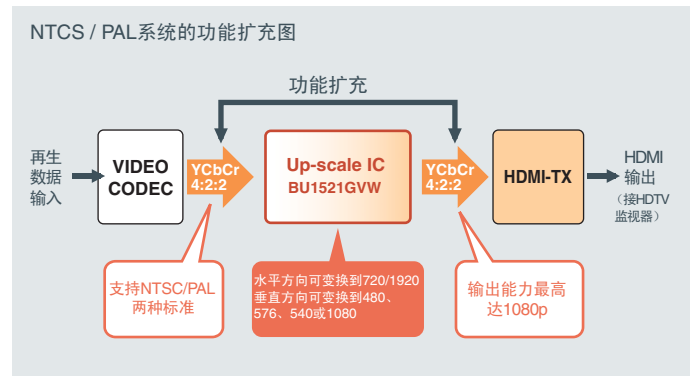 NTCS / PAL系统的功能扩充图
功能扩充
再生
数据
输入
VIDEO
CODEC
YCbCr
4:2:2
Up-scale IC
BU1521GVW
YCbCr
4:2:2
HDMI-TX
HDMI
输出
（接HDTV
监视器）
支持NTSC/PAL
两种标准
水平方向可变换到720/1920
垂直方向可变换到480、
576、540或1080
输出能力最高
达1080p